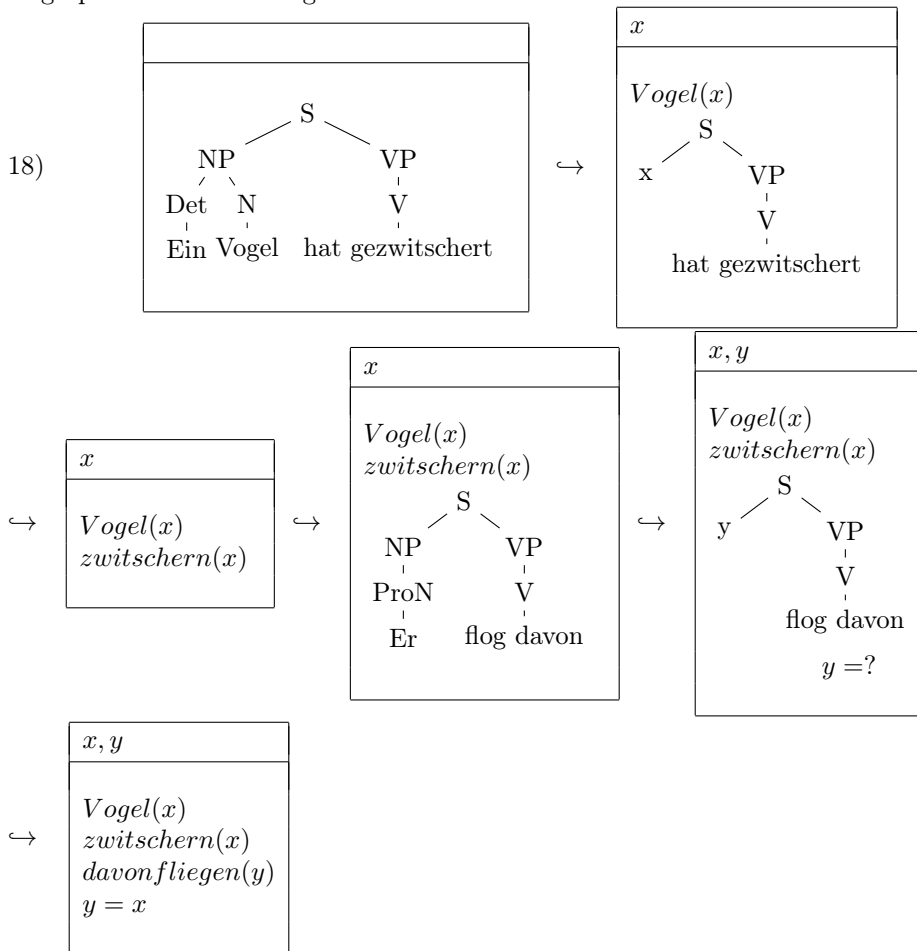 x
Vogel(x)
S
S
18)
NP
VP
↪
x
VP
Det
N
V
V
Ein
Vogel
hat gezwitschert
hat gezwitschert
x
x, y
Vogel(x)
zwitschern(x)
Vogel(x)
zwitschern(x)
x
S
S
↪
Vogel(x)
zwitschern(x)
↪
NP
VP
↪
y
VP
ProN
V
V
Er
flog davon
flog davon
y =?
x, y
↪
Vogel(x)
zwitschern(x)
davonfliegen(y)
y = x